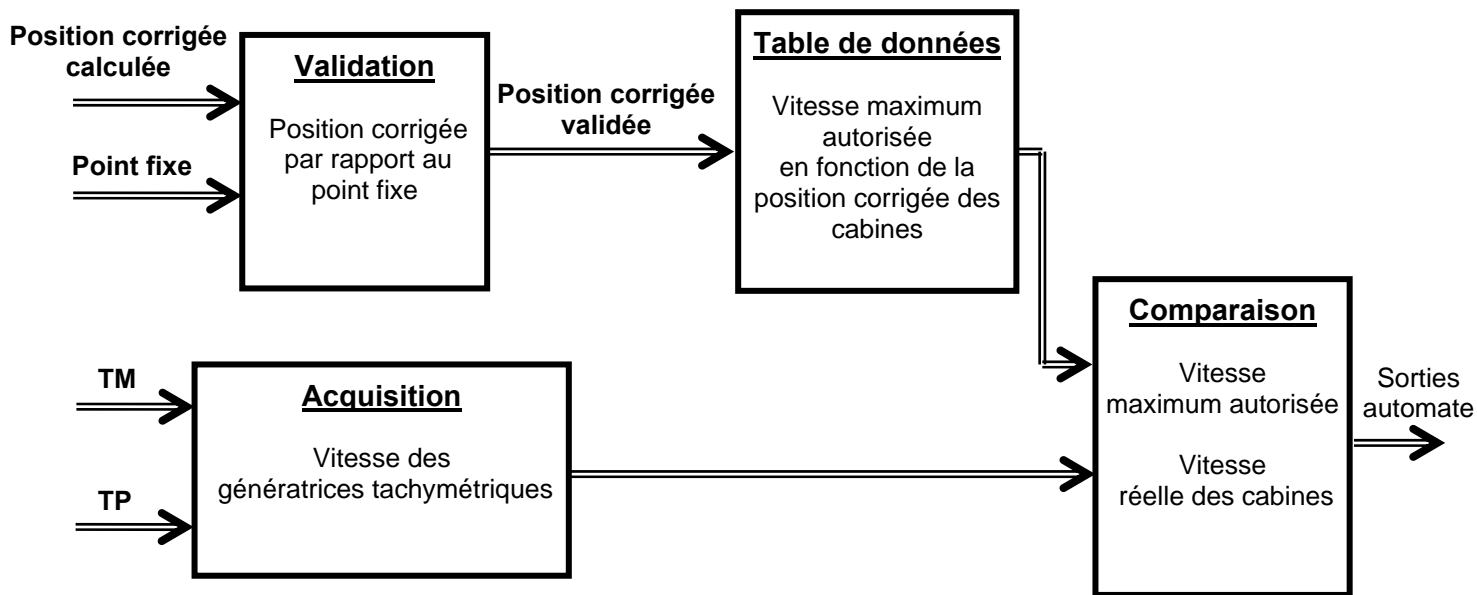 Position corrigée
calculée
Point fixe
Validation
Position corrigée
par rapport au
point fixe
Position corrigée
validée
Table de données
Vitesse maximum
autorisée
en fonction de la
position corrigée des
cabines
TM
TP
Acquisition
Vitesse des
génératrices tachymétriques
Comparaison
Vitesse
maximum autorisée
Vitesse
réelle des cabines
Sorties
automate